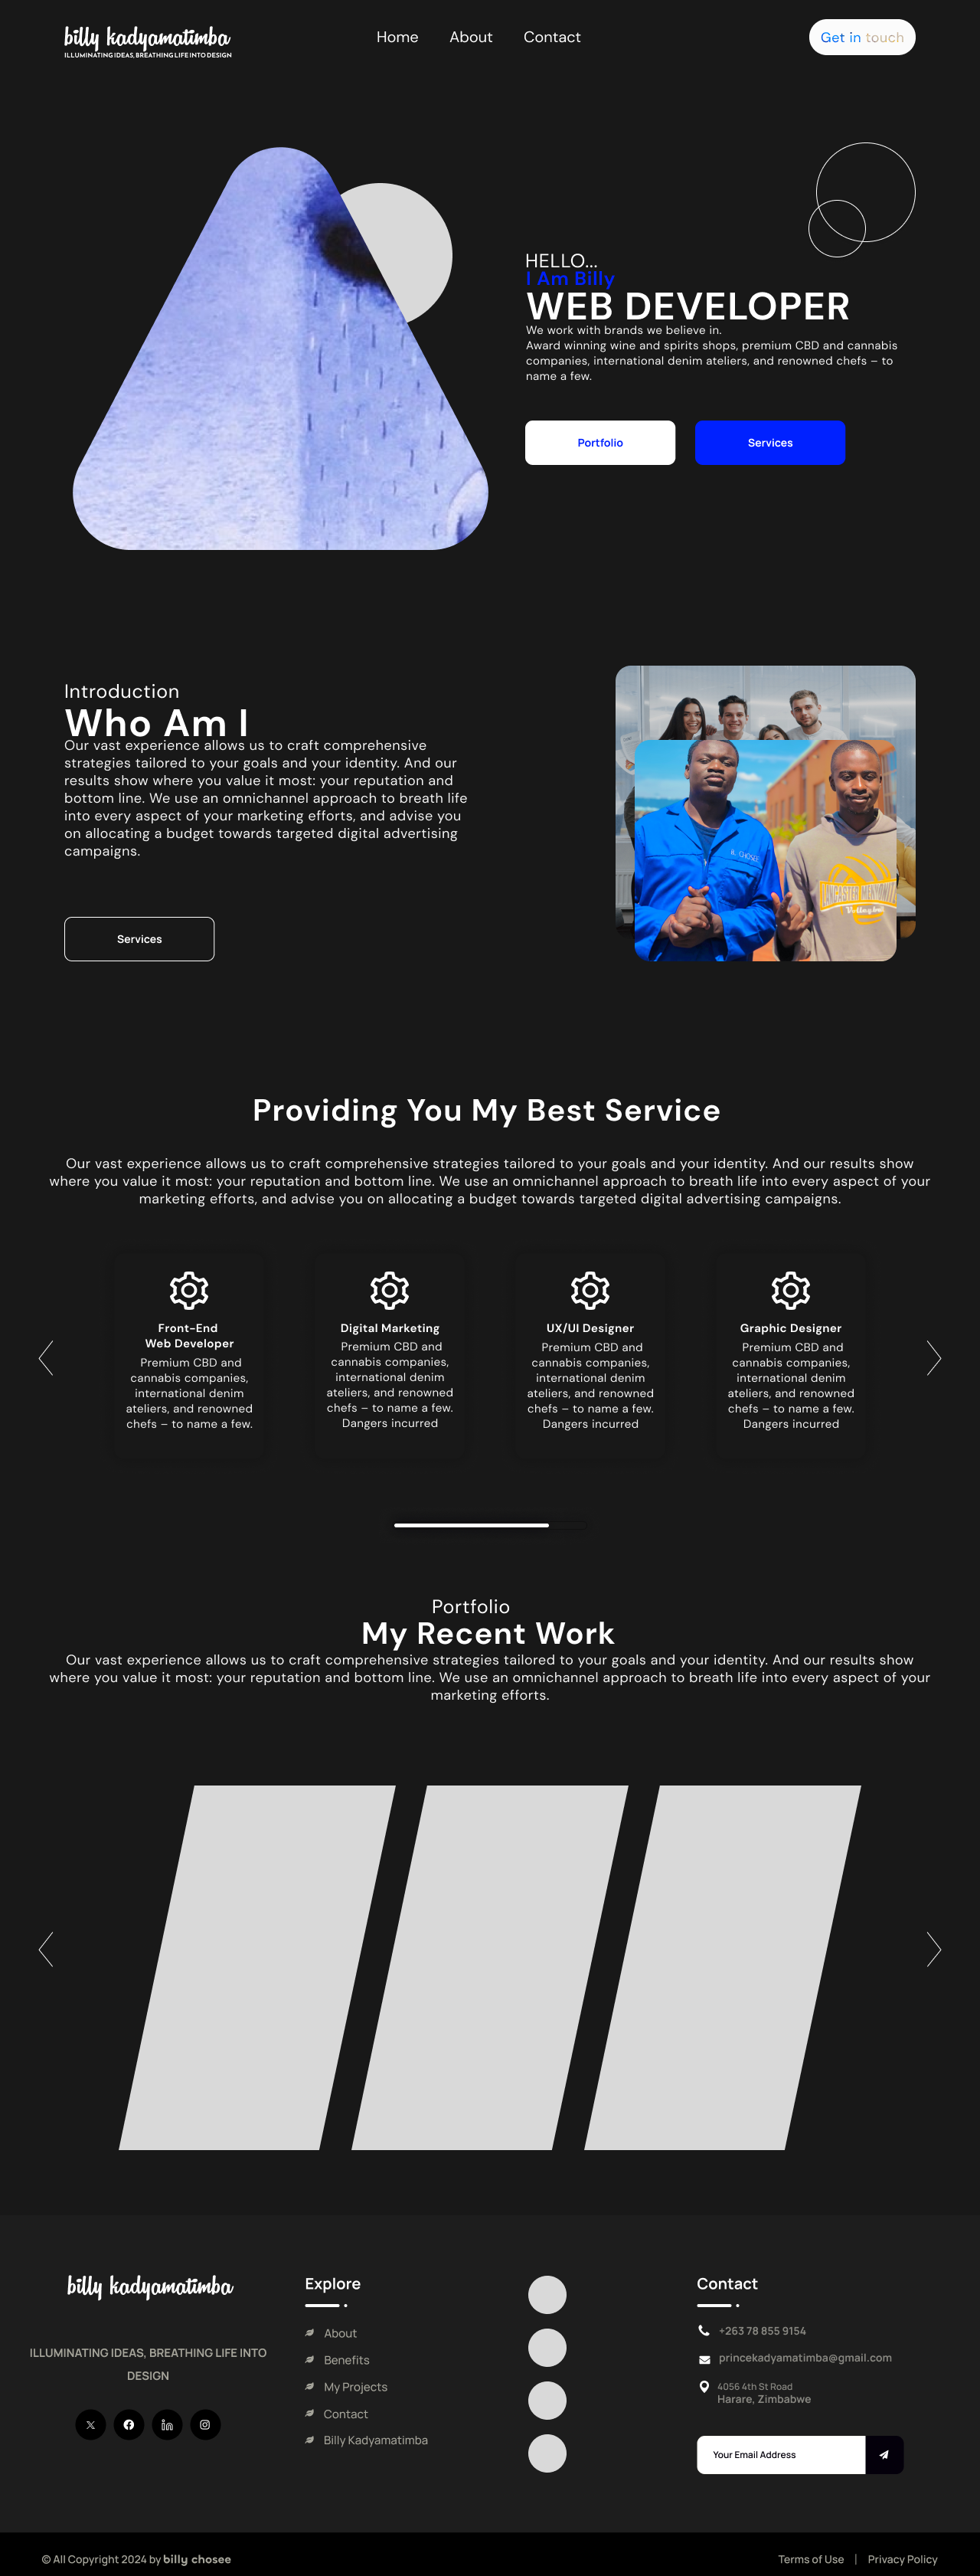 billy kadyamatimba
ILLUMINATING IDEAS, BREATHING LIFE INTO DESIGN
Home
About
Contact
Get in touch
HELLO...
I Am Billy
WEB DEVELOPER
We work with brands we believe in.
Award winning wine and spirits shops, premium CBD and cannabis
companies, international denim ateliers, and renowned chefs – to
name a few.
Portfolio
Services
Introduction
Who Am I
Our vast experience allows us to craft comprehensive
strategies tailored to your goals and your identity. And our
results show where you value it most: your reputation and
bottom line. We use an omnichannel approach to breath life
into every aspect of your marketing efforts, and advise you
on allocating a budget towards targeted digital advertising
campaigns.
Services
B. CHOSEE
LANCASTER MENNONITE
Volleyball
Providing You My Best Service
Our vast experience allows us to craft comprehensive strategies tailored to your goals and your identity. And our results show
where you value it most: your reputation and bottom line. We use an omnichannel approach to breath life into every aspect of your
marketing efforts, and advise you on allocating a budget towards targeted digital advertising campaigns.
Front-End
Web Developer
Premium CBD and
cannabis companies,
international denim
ateliers, and renowned
chefs – to name a few.
Digital Marketing
Premium CBD and
cannabis companies,
international denim
ateliers, and renowned
chefs – to name a few.
Dangers incurred
UX/UI Designer
Premium CBD and
cannabis companies,
international denim
ateliers, and renowned
chefs – to name a few.
Dangers incurred
Graphic Designer
Premium CBD and
cannabis companies,
international denim
ateliers, and renowned
chefs – to name a few.
Dangers incurred
Portfolio
My Recent Work
Our vast experience allows us to craft comprehensive strategies tailored to your goals and your identity. And our results show
where you value it most: your reputation and bottom line. We use an omnichannel approach to breath life into every aspect of your
marketing efforts.
billy kadyamatimba
ILLUMINATING IDEAS, BREATHING LIFE INTO
DESIGN
Explore
About
Benefits
My Projects
Contact
Billy Kadyamatimba
Contact
+263 78 855 9154
princekadyamatimba@gmail.com
4056 4th St Road
Harare, Zimbabwe
Your Email Address
© All Copyright 2024 by billy chosee
Terms of Use | Privacy Policy